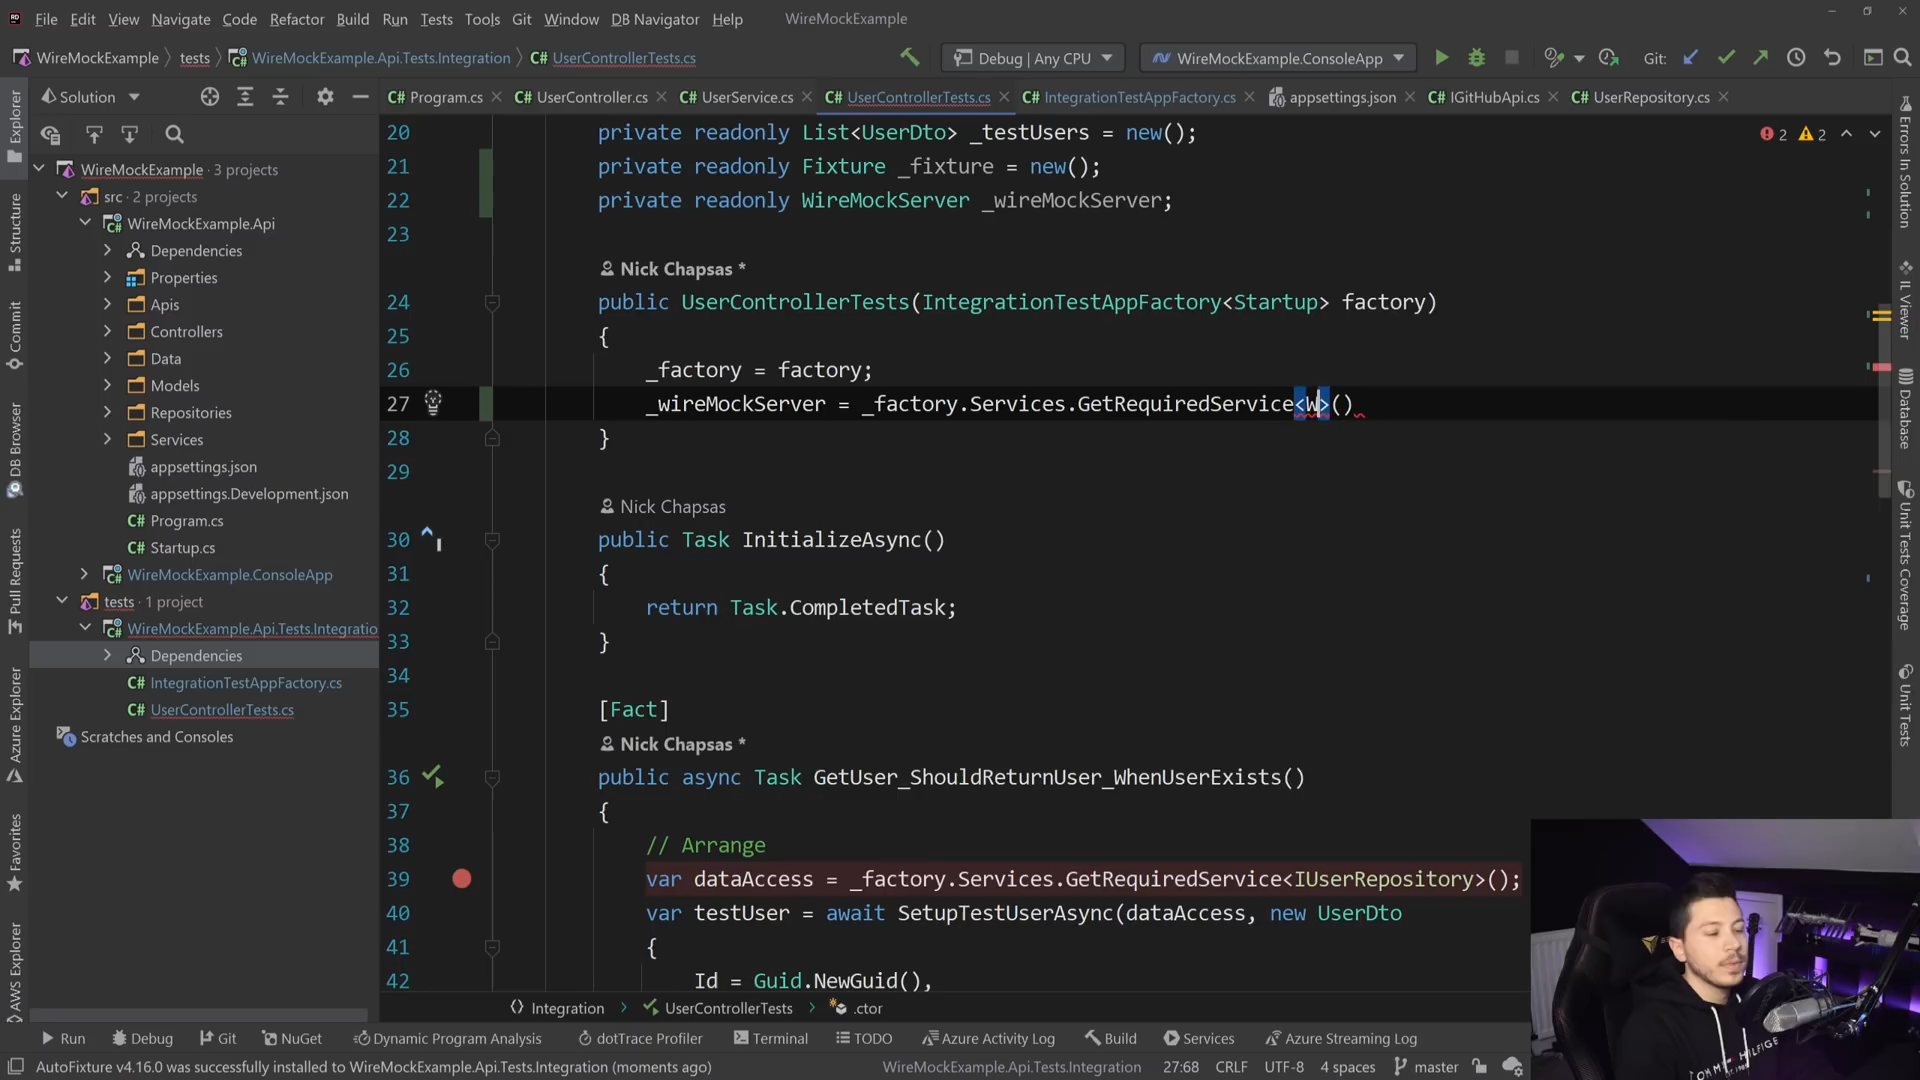 File Edit View Navigate Code Refactor Build Run Tests Tools Git Window DB Navigator Help WireMockExample
WireMockExample tests WireMockExample.Api.Tests.Integration C# UserControllerTests.cs Debug | Any CPU WireMockExample.ConsoleApp Git:
Solution
C# Program.cs C# UserController.cs C# UserService.cs C# UserControllerTests.cs C# IntegrationTestAppFactory.cs appsettings.json C# IGitHubApi.cs C# UserRepository.cs
Explorer
Structure
Commit
DB Browser
Pull Requests
Azure Explorer
Favorites
AWS Explorer
WireMockExample · 3 projects
src · 2 projects
WireMockExample.Api
Dependencies
Properties
Apis
Controllers
Data
Models
Repositories
Services
appsettings.json
appsettings.Development.json
C# Program.cs
C# Startup.cs
WireMockExample.ConsoleApp
tests · 1 project
WireMockExample.Api.Tests.Integratio
Dependencies
C# IntegrationTestAppFactory.cs
C# UserControllerTests.cs
Scratches and Consoles
2 2
20 private readonly List<UserDto> _testUsers = new();
21 private readonly Fixture _fixture = new();
22 private readonly WireMockServer _wireMockServer;
23
Nick Chapsas *
24 public UserControllerTests(IntegrationTestAppFactory<Startup> factory)
25 {
26 _factory = factory;
27 _wireMockServer = _factory.Services.GetRequiredService<W>()
28 }
29
Nick Chapsas
30 public Task InitializeAsync()
31 {
32 return Task.CompletedTask;
33 }
34
35 [Fact]
Nick Chapsas *
36 public async Task GetUser_ShouldReturnUser_WhenUserExists()
37 {
38 // Arrange
39 var dataAccess = _factory.Services.GetRequiredService<IUserRepository>();
40 var testUser = await SetupTestUserAsync(dataAccess, new UserDto
41 {
42 Id = Guid.NewGuid(),
Errors In Solution
IL Viewer
Database
Unit Tests Coverage
Unit Tests
Integration UserControllerTests .ctor
Run Debug Git NuGet Dynamic Program Analysis dotTrace Profiler Terminal TODO Azure Activity Log Build Services Azure Streaming Log
AutoFixture v4.16.0 was successfully installed to WireMockExample.Api.Tests.Integration (moments ago) WireMockExample.Api.Tests.Integration 27:68 CRLF UTF-8 4 spaces master